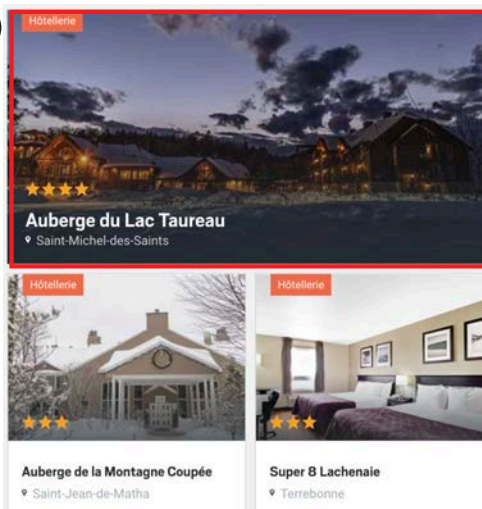 Hôtellerie
Auberge du Lac Taureau
Saint-Michel-des-Saints
Hôtellerie
Auberge de la Montagne Coupée
Saint-Jean-de-Matha
Hôtellerie
Super 8 Lachenaie
Terrebonne